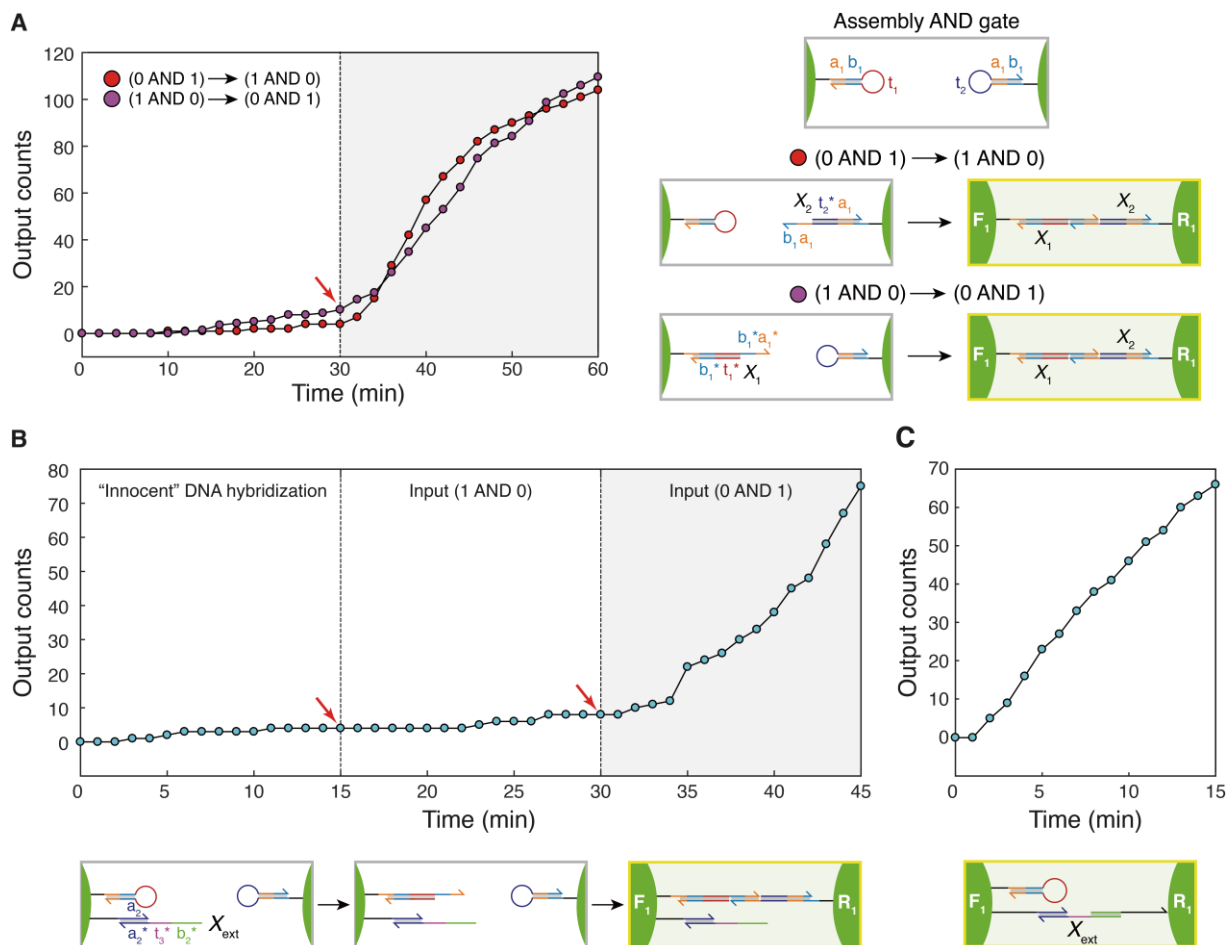 A
Output counts
120
100
80
60
40
20
0
(0 AND 1) → (1 AND 0)
(1 AND 0) → (0 AND 1)
0 10 20 30 40 50 60
Time (min)
Assembly AND gate
a1 b1
t1
t2
a1 b1
(0 AND 1) → (1 AND 0)
X2 t2* a1
b1 a1
F1
X2
X1
R1
(1 AND 0) → (0 AND 1)
b1* a1*
b1* t1* X1
F1
X2
X1
R1
B
Output counts
80
70
60
50
40
30
20
10
0
"Innocent" DNA hybridization
Input (1 AND 0)
Input (0 AND 1)
0 5 10 15 20 25 30 35 40 45
Time (min)
a2
a2* t3* b2*
Xext
F1
R1
C
Output counts
70
60
50
40
30
20
10
0
0 5 10 15
Time (min)
F1
Xext
R1